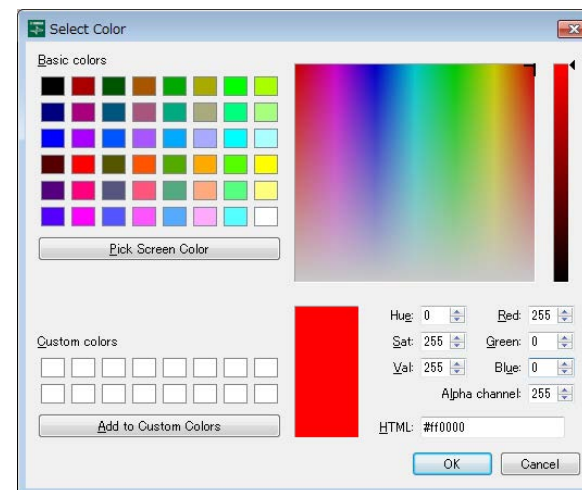 Select Color
Basic colors
Pick Screen Color
Custom colors
Add to Custom Colors
Hue: 0 Red: 255
Sat: 255 Green: 0
Val: 255 Blue: 0
Alpha channel: 255
HTML: #ff0000
OK Cancel